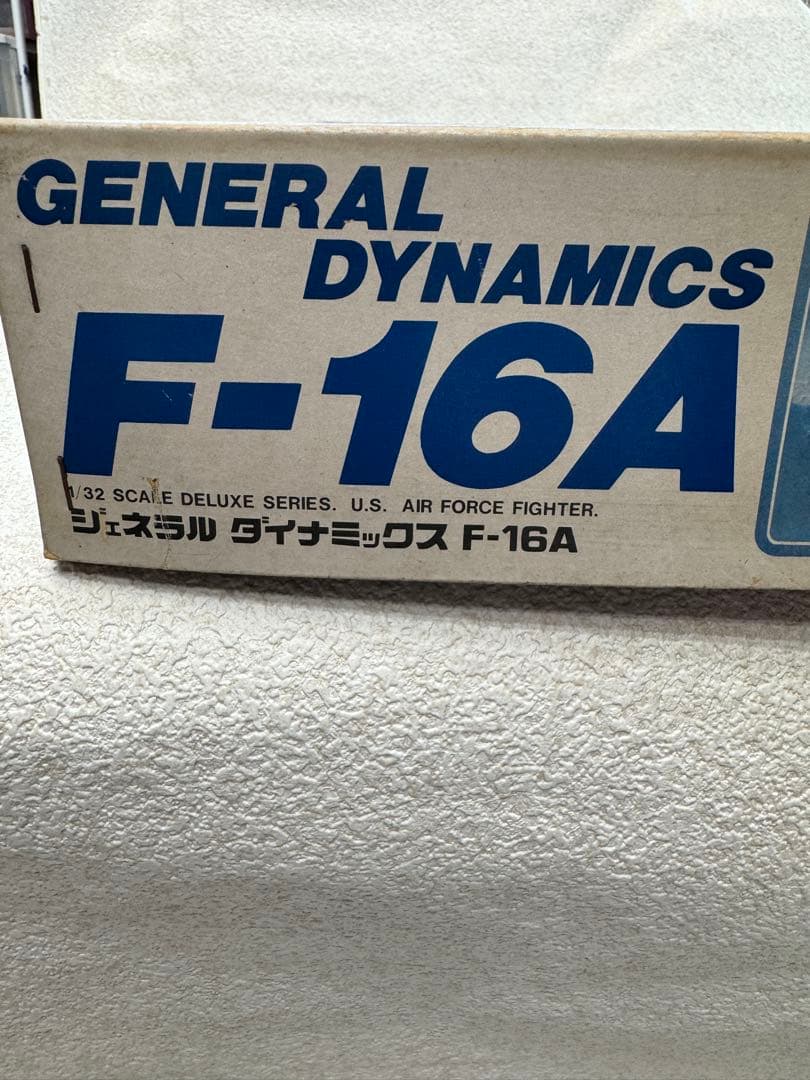 GENERAL
DYNAMICS
F-16A
1/32 SCALE DELUXE SERIES. U.S. AIR FORCE FIGHTER.
ジェネラル ダイナミックス F-16A